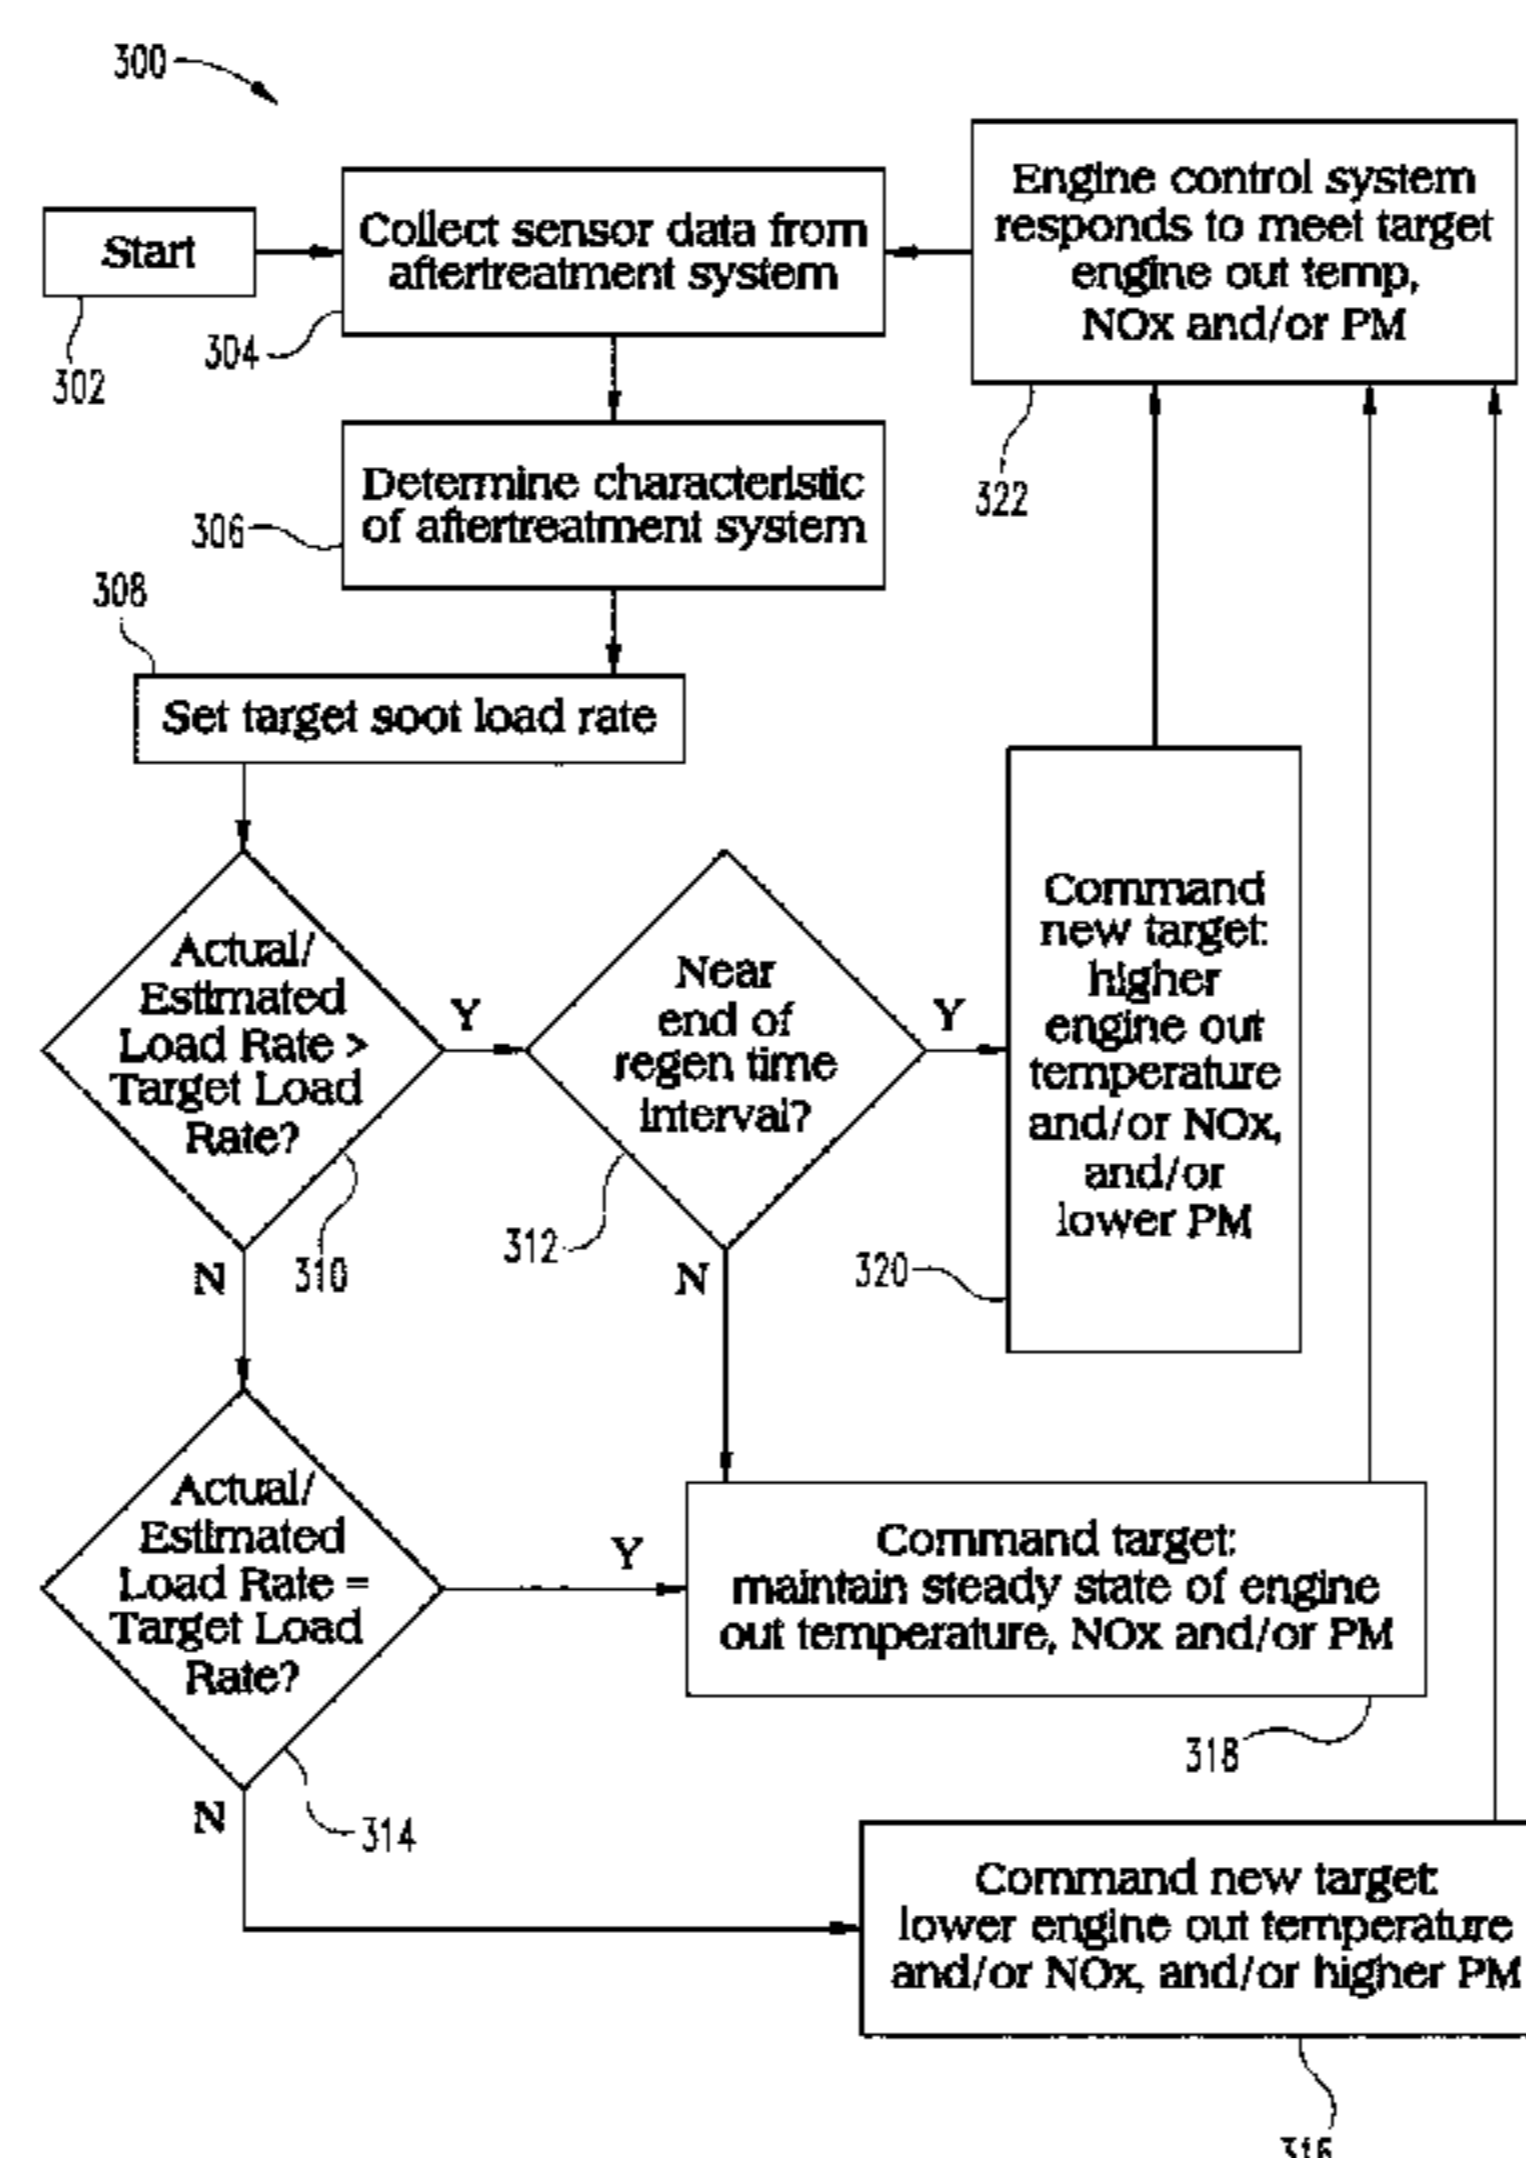 300
Start
302
Collect sensor data from
aftertreatment system
304
Engine control system
responds to meet target
engine out temp,
NOx and/or PM
322
Determine characteristic
of aftertreatment system
306
308
Set target soot load rate
Actual/
Estimated
Load Rate >
Target Load
Rate?
310
Y
N
Near
end of
regen time
interval?
312
Y
N
Command
new target:
higher
engine out
temperature
and/or NOx,
and/or
lower PM
320
Actual/
Estimated
Load Rate =
Target Load
Rate?
314
Y
N
Command target:
maintain steady state of engine
out temperature, NOx and/or PM
318
Command new target:
lower engine out temperature
and/or NOx, and/or higher PM
316